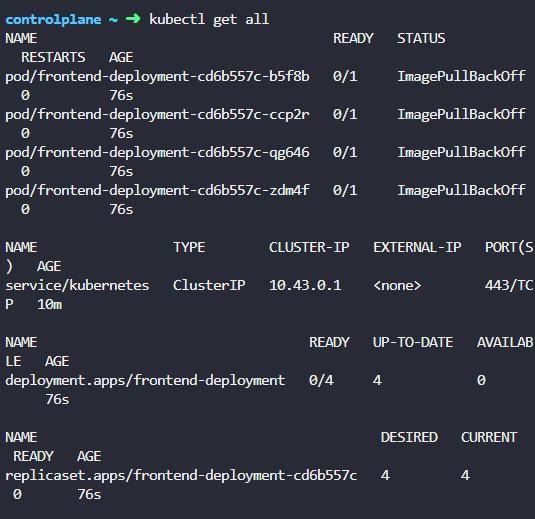 controlplane ~ ➜ kubectl get all
NAME                                     READY   STATUS
  RESTARTS   AGE
pod/frontend-deployment-cd6b557c-b5f8b   0/1     ImagePullBackOff
  0          76s
pod/frontend-deployment-cd6b557c-ccp2r   0/1     ImagePullBackOff
  0          76s
pod/frontend-deployment-cd6b557c-qg646   0/1     ImagePullBackOff
  0          76s
pod/frontend-deployment-cd6b557c-zdm4f   0/1     ImagePullBackOff
  0          76s
NAME                 TYPE        CLUSTER-IP   EXTERNAL-IP   PORT(S
)   AGE
service/kubernetes   ClusterIP   10.43.0.1    <none>        443/TC
P   10m
NAME                                  READY   UP-TO-DATE   AVAILAB
LE   AGE
deployment.apps/frontend-deployment   0/4     4            0
     76s
NAME                                           DESIRED   CURRENT
 READY   AGE
replicaset.apps/frontend-deployment-cd6b557c   4         4
 0       76s